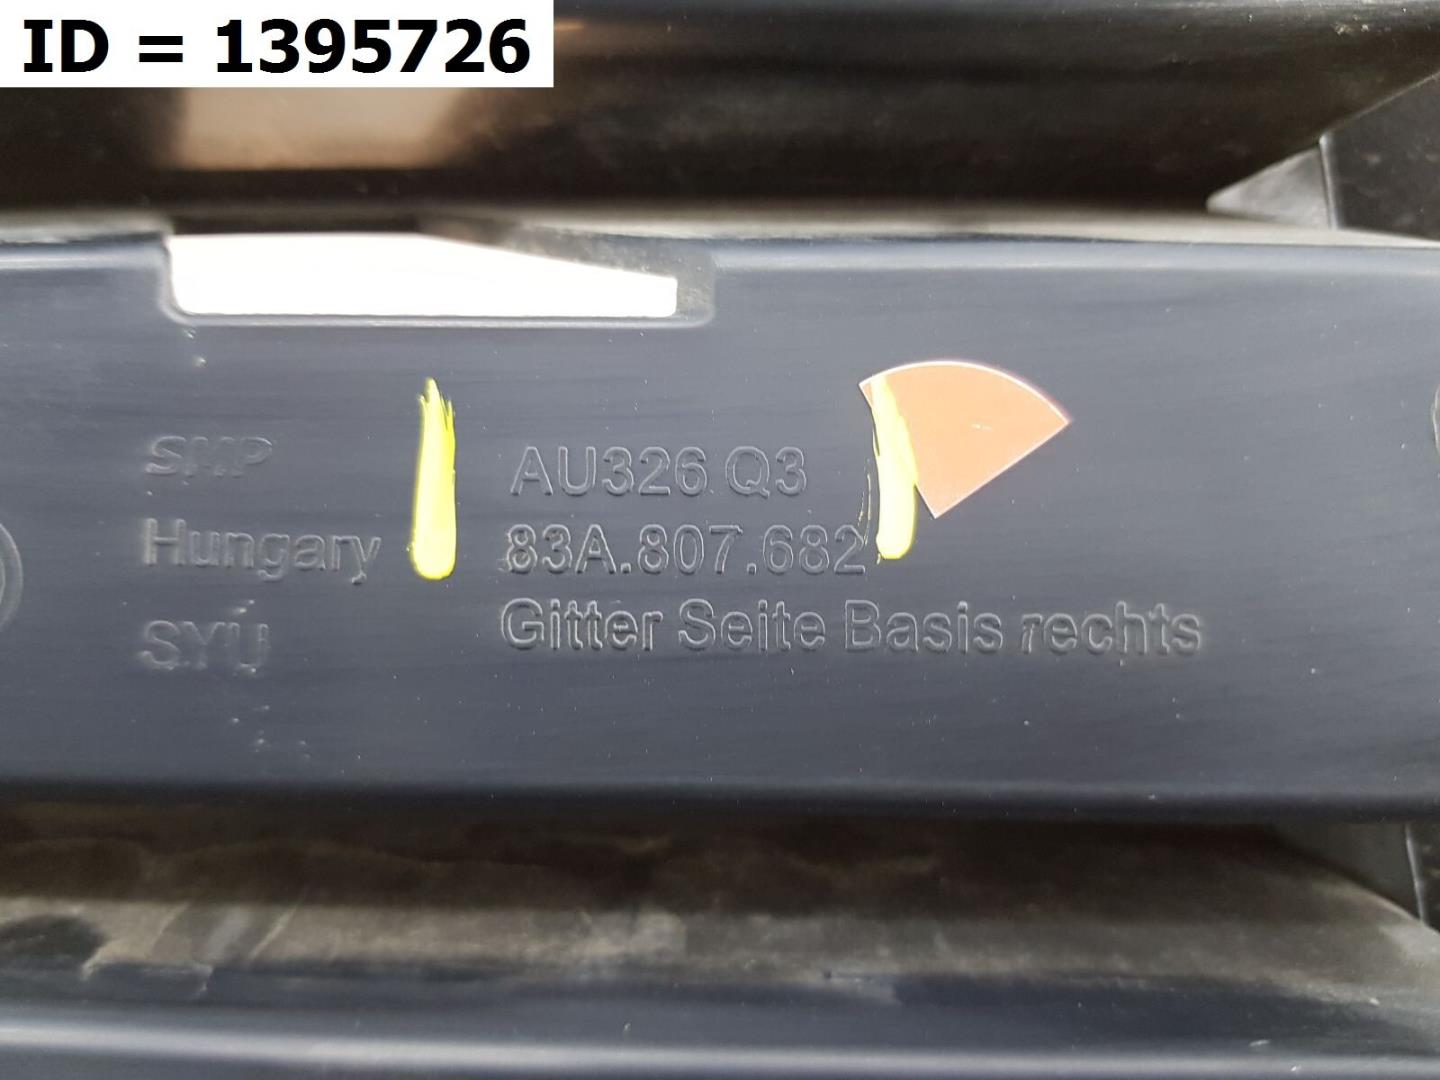 ID = 1395726
SMP
Hungary
SYU
AU326 Q3
83A.807.682
Gitter Seite Basis rechts